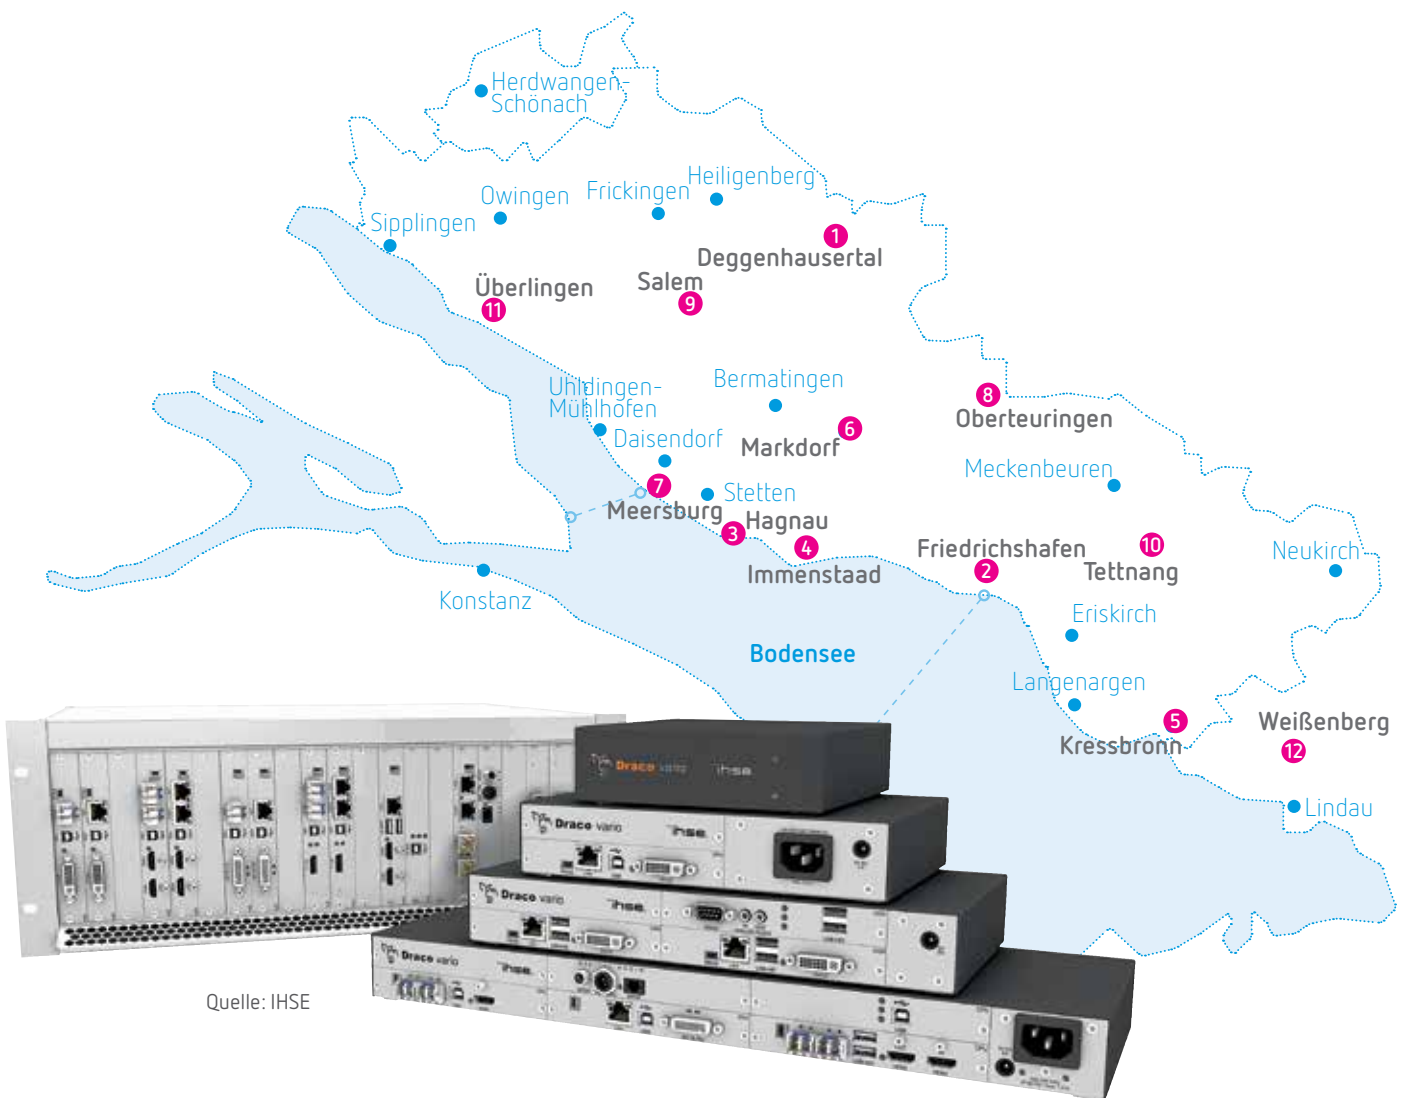 Herdwangen-
Schönach
Heiligenberg
Frickingen
Owingen
Sipplingen
1
Deggenhausertal
Salem
9
Überlingen
11
Bermatingen
Uhldingen-
Mühlhofen
8
Oberteuringen
6
Markdorf
Daisendorf
Meckenbeuren
7
Stetten
Meersburg
Hagnau
3
4
Immenstaad
Friedrichshafen
2
10
Tettnang
Neukirch
Konstanz
Eriskirch
Bodensee
Langenargen
5
Kressbronn
Weißenberg
12
Lindau
Draco vario ihse
Draco vario ihse
Draco vario ihse
Draco vario ihse
Quelle: IHSE